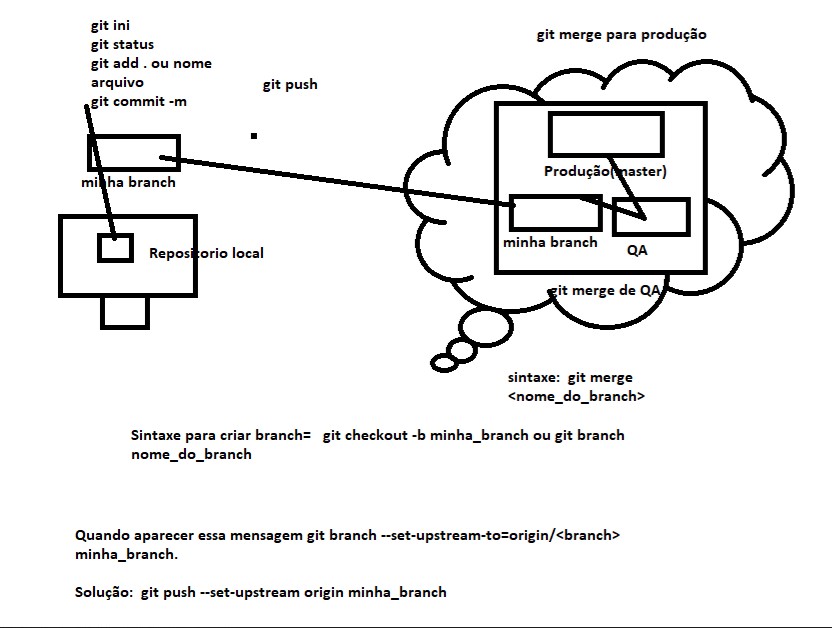 git ini
git status
git add . ou nome
arquivo
git commit -m
git push
git merge para produção
minha branch
Repositorio local
Produção(master)
minha branch
QA
git merge de QA
sintaxe:  git merge
<nome_do_branch>
Sintaxe para criar branch=   git checkout -b minha_branch ou git branch
nome_do_branch
Quando aparecer essa mensagem git branch --set-upstream-to=origin/<branch>
minha_branch.
Solução:  git push --set-upstream origin minha_branch